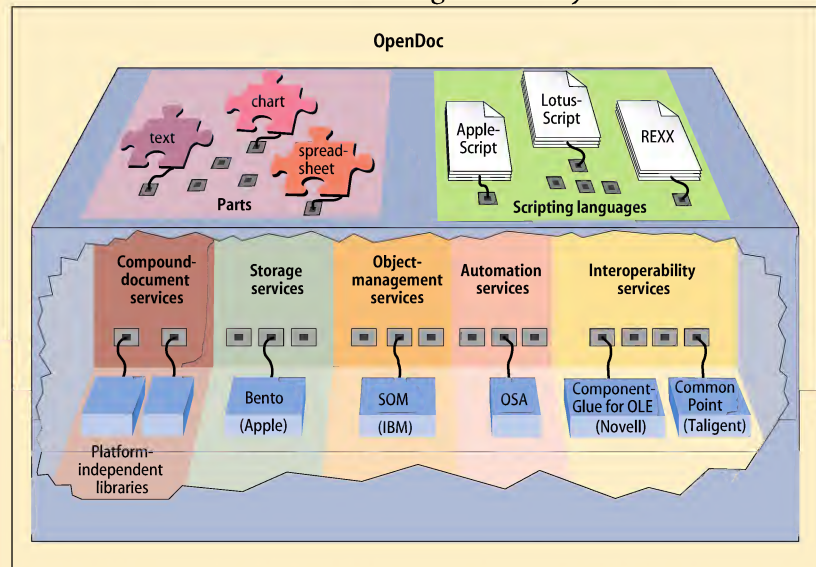 OpenDoc
text
chart
spread-
sheet
Parts
Apple-
Script
Lotus-
Script
REXX
Scripting languages
Compound-
document
services
Storage
services
Object-
management
services
Automation
services
Interoperability
services
Bento
(Apple)
SOM
(IBM)
OSA
Component-
Glue for OLE
(Novell)
Common
Point
(Taligent)
Platform-
independent
libraries